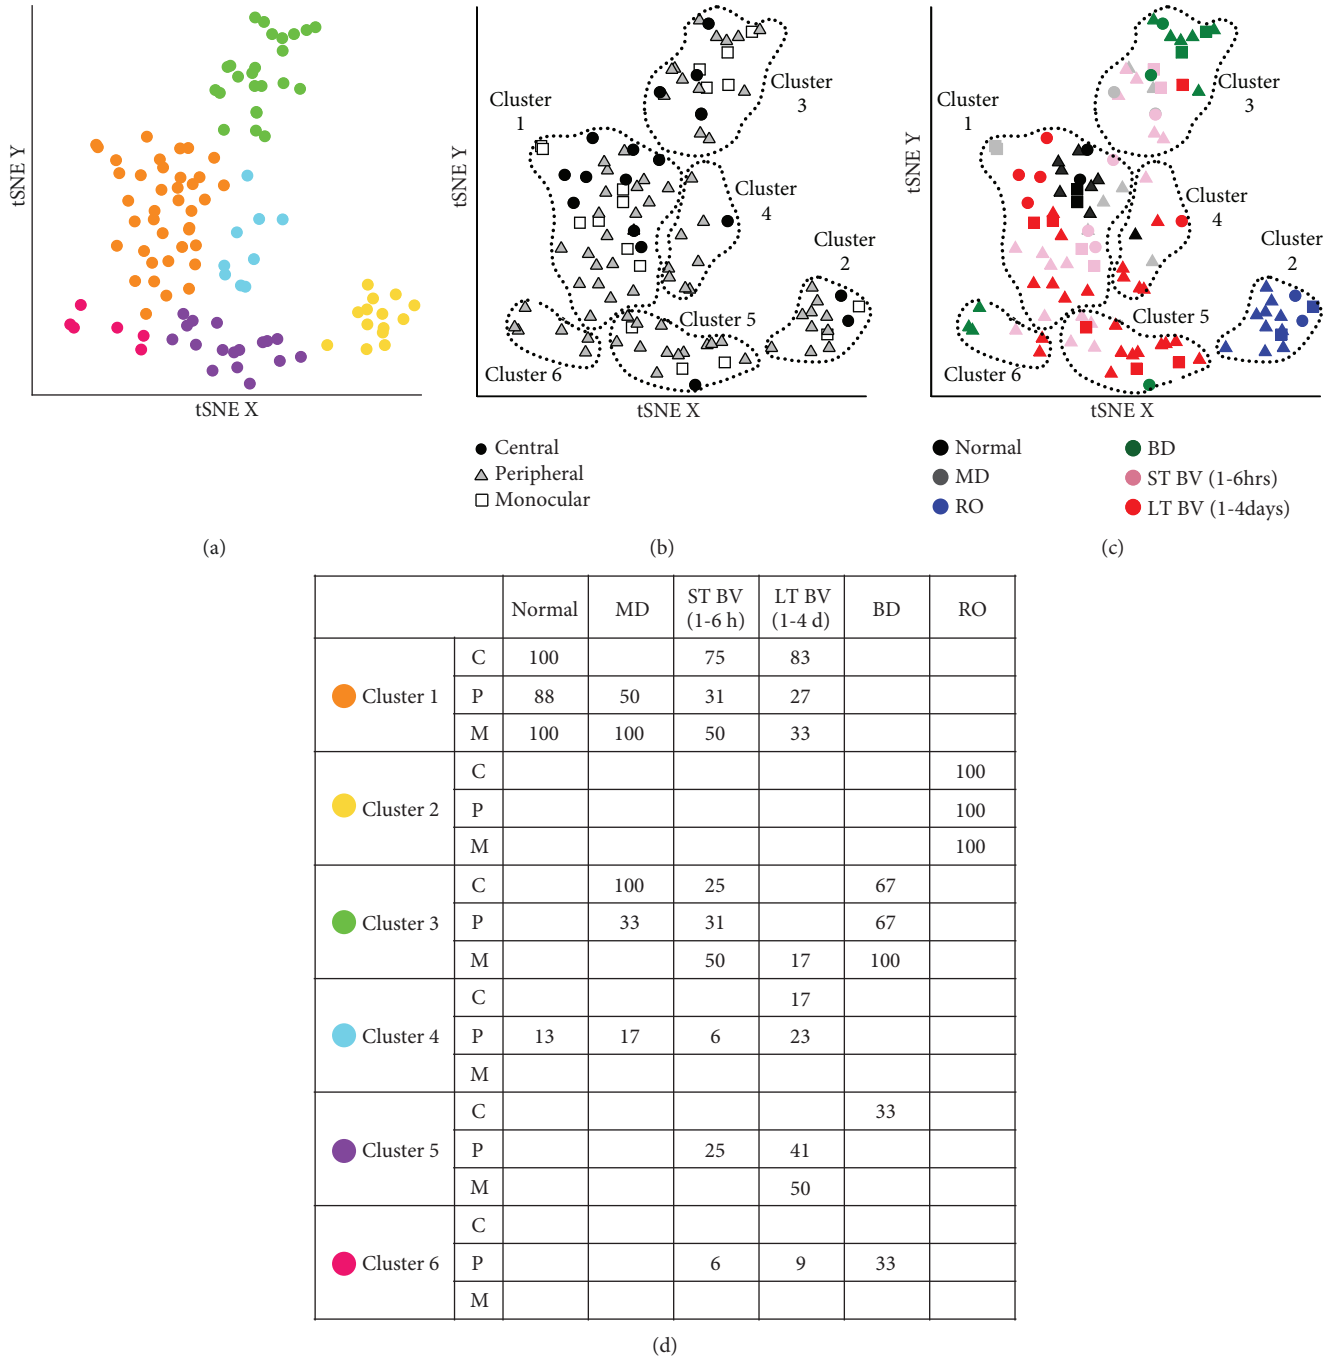 tSNE Y
tSNE X
(a)
Cluster
1
Cluster
3
Cluster
4
Cluster
2
Cluster 5
Cluster 6
tSNE X
Central
Peripheral
Monocular
(b)
tSNE Y
Cluster
1
Cluster
3
Cluster
4
Cluster
2
Cluster 5
Cluster 6
tSNE X
Normal
MD
RO
BD
ST BV (1-6hrs)
LT BV (1-4days)
(c)
Normal MD ST BV (1-6 h) LT BV (1-4 d) BD RO
Cluster 1
C 100 75 83
P 88 50 31 27
M 100 100 50 33
Cluster 2
C 100
P 100
M 100
Cluster 3
C 100 25 67
P 33 31 67
M 50 17 100
Cluster 4
C 17
P 13 17 6 23
M
Cluster 5
C 33
P 25 41
M 50
Cluster 6
C
P 6 9 33
M
(d)